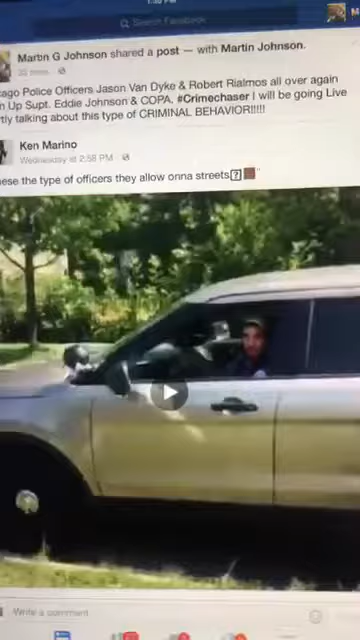 Search Facebook
Martin G Johnson shared a post — with Martin Johnson.
ago Police Officers Jason Van Dyke & Robert Rialmos all over again
n Up Supt. Eddie Johnson & COPA, #Crimechaser I will be going Live
tly talking about this type of CRIMINAL BEHAVIOR!!!!!
Ken Marino
Wednesday at 2:58 PM
ese the type of officers they allow onna streets
Write a comment